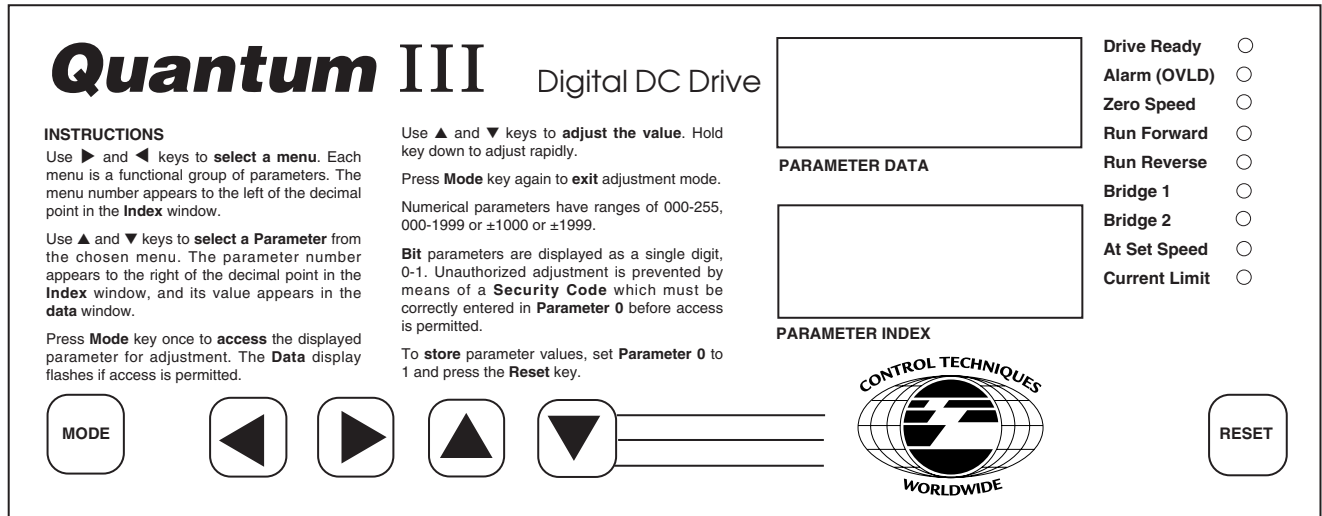 Quantum III Digital DC Drive
INSTRUCTIONS
Use ▶ and ◀ keys to select a menu. Each
menu is a functional group of parameters. The
menu number appears to the left of the decimal
point in the Index window.
Use ▲ and ▼ keys to select a Parameter from
the chosen menu. The parameter number
appears to the right of the decimal point in the
Index window, and its value appears in the
data window.
Press Mode key once to access the displayed
parameter for adjustment. The Data display
flashes if access is permitted.
Use ▲ and ▼ keys to adjust the value. Hold
key down to adjust rapidly.
Press Mode key again to exit adjustment mode.
Numerical parameters have ranges of 000-255,
000-1999 or ±1000 or ±1999.
Bit parameters are displayed as a single digit,
0-1. Unauthorized adjustment is prevented by
means of a Security Code which must be
correctly entered in Parameter 0 before access
is permitted.
To store parameter values, set Parameter 0 to
1 and press the Reset key.
PARAMETER DATA
PARAMETER INDEX
Drive Ready
Alarm (OVLD)
Zero Speed
Run Forward
Run Reverse
Bridge 1
Bridge 2
At Set Speed
Current Limit
MODE
CONTROL TECHNIQUES
WORLDWIDE
RESET